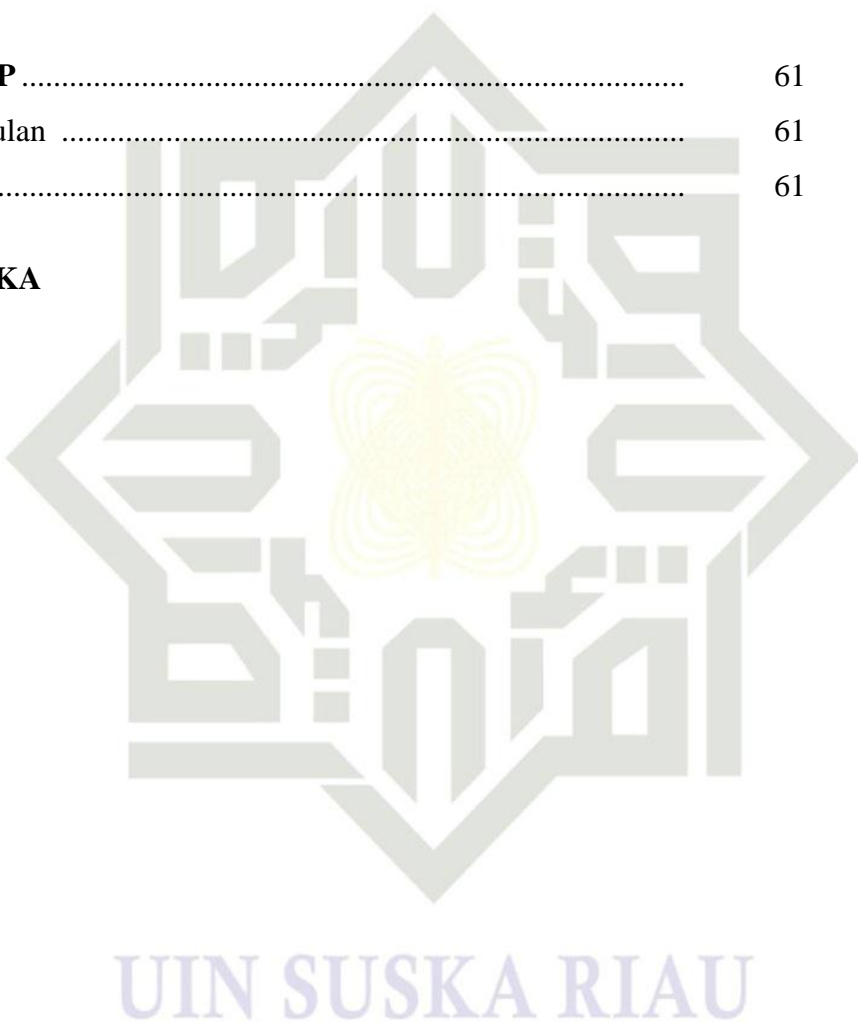 P ........ 61
ulan ........ 61
........ 61
KA
UIN SUSKA RIAU